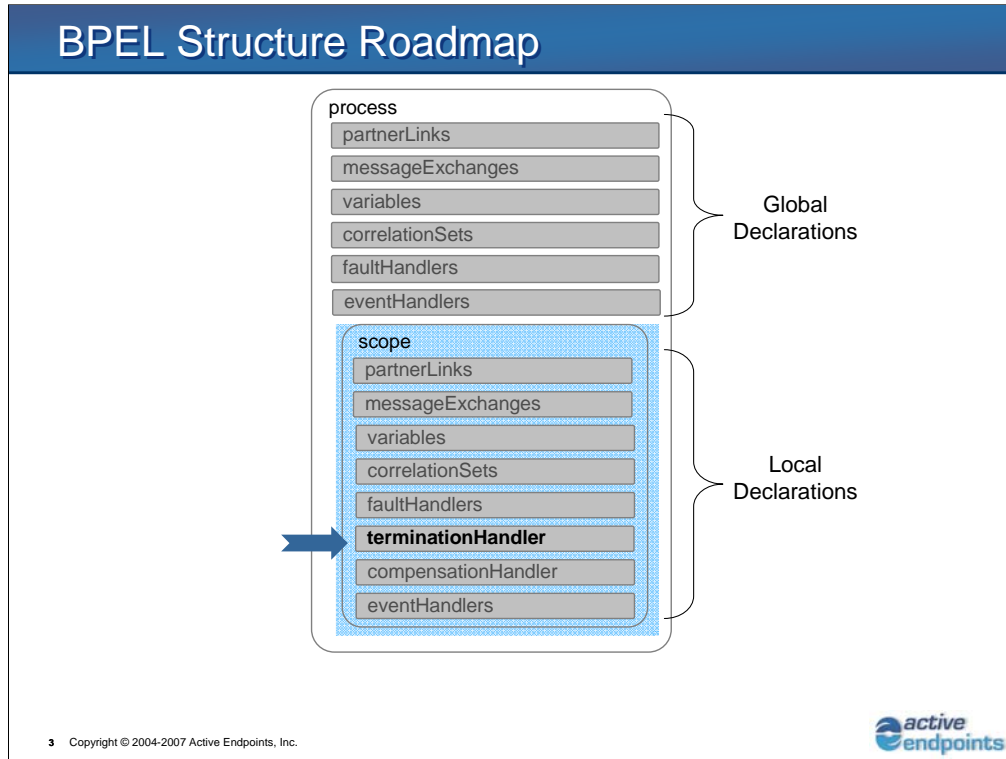 BPEL Structure Roadmap
process
partnerLinks
messageExchanges
variables
correlationSets
faultHandlers
eventHandlers
Global
Declarations
scope
partnerLinks
messageExchanges
variables
correlationSets
faultHandlers
terminationHandler
compensationHandler
eventHandlers
Local
Declarations
3 Copyright © 2004-2007 Active Endpoints, Inc.
active
endpoints